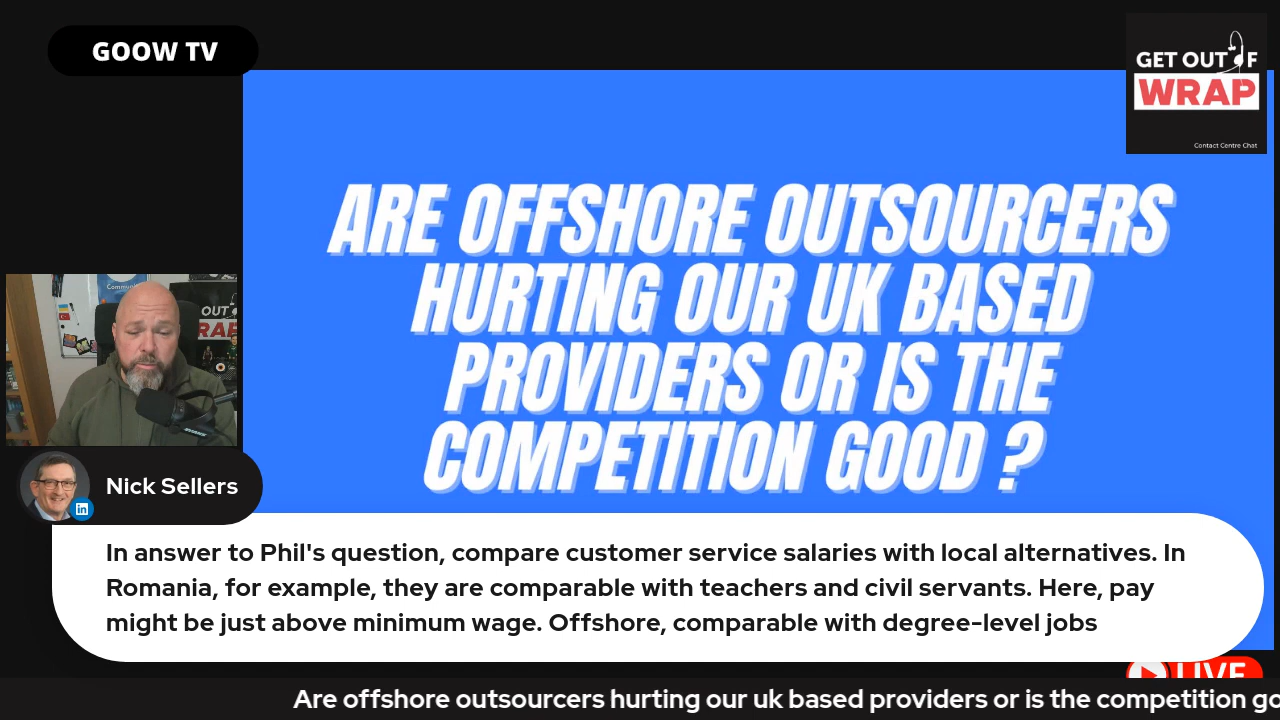 GOOW TV
GET OUT OF
WRAP
Contact Centre Chat
ARE OFFSHORE OUTSOURCERS
HURTING OUR UK BASED
PROVIDERS OR IS THE
COMPETITION GOOD ?
Communi
OUT
WRAP
Nick Sellers
in
In answer to Phil's question, compare customer service salaries with local alternatives. In
Romania, for example, they are comparable with teachers and civil servants. Here, pay
might be just above minimum wage. Offshore, comparable with degree-level jobs
LIVE
Are offshore outsourcers hurting our uk based providers or is the competition go